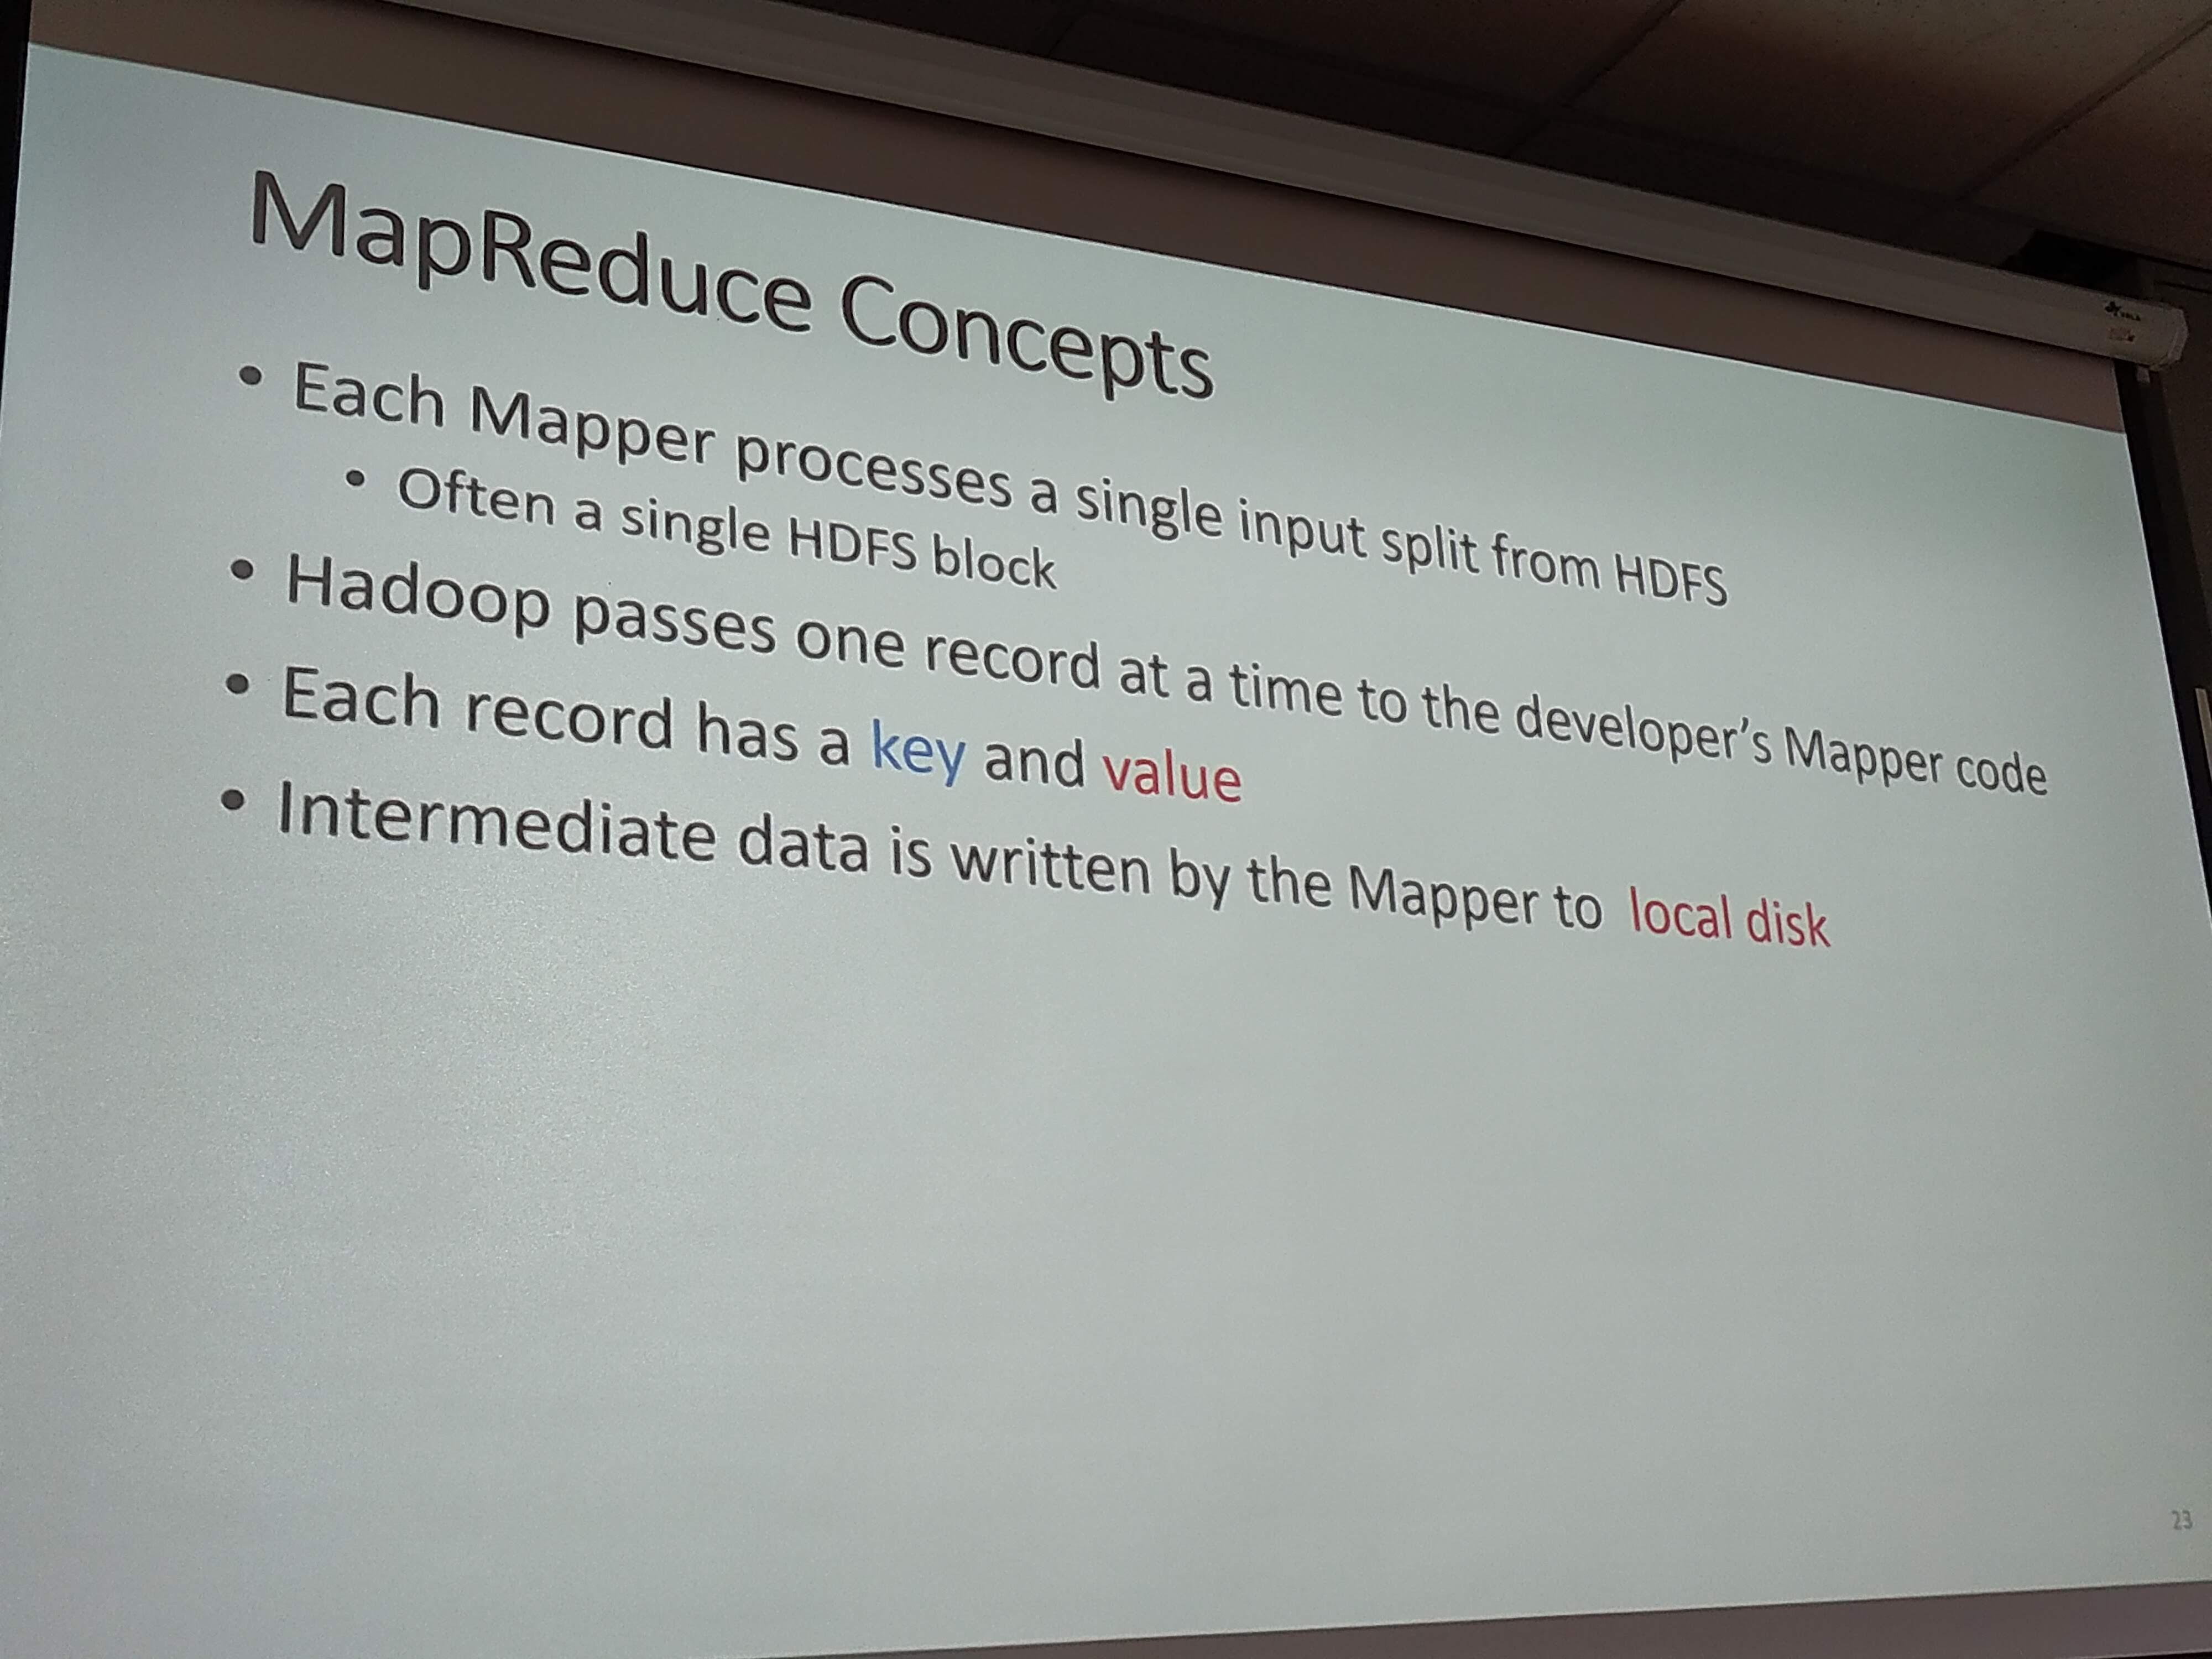 MapReduce Concepts
• Each Mapper processes a single input split from HDFS
• Often a single HDFS block
• Hadoop passes one record at a time to the developer’s Mapper code
• Each record has a key and value
• Intermediate data is written by the Mapper to local disk
23